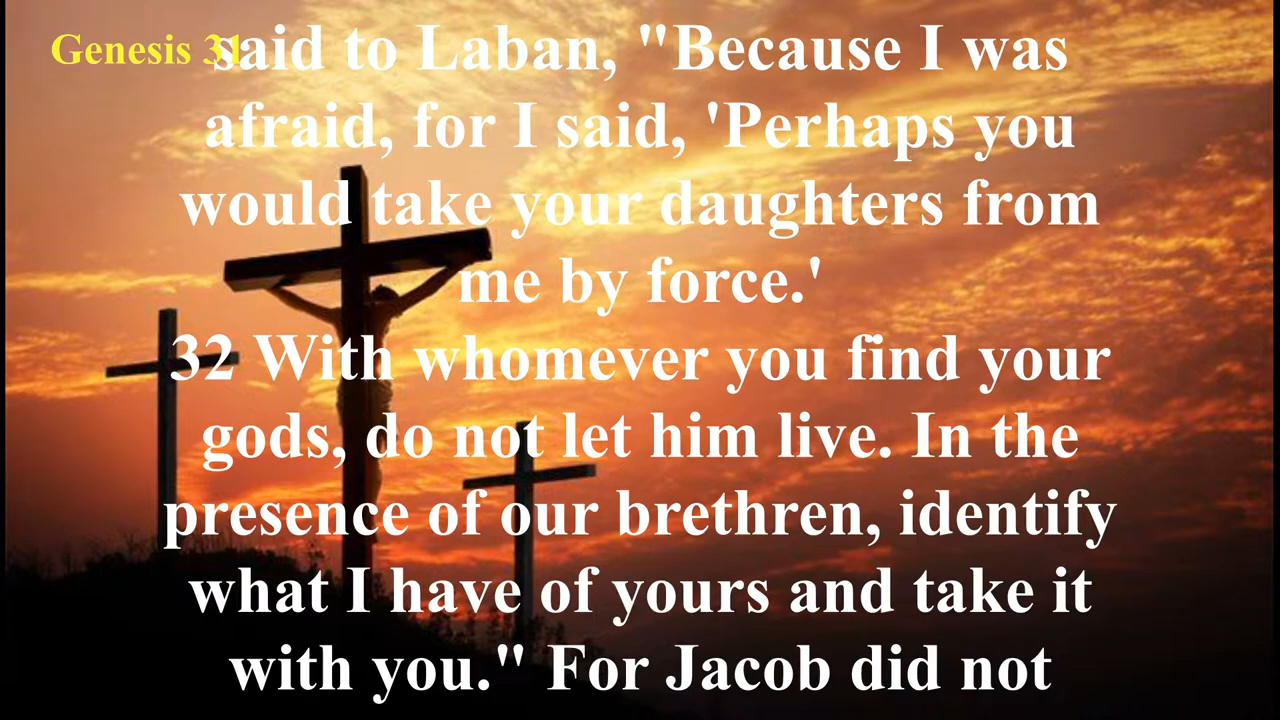 Genesis 31
said to Laban, "Because I was
afraid, for I said, 'Perhaps you
would take your daughters from
me by force.'
32 With whomever you find your
gods, do not let him live. In the
presence of our brethren, identify
what I have of yours and take it
with you." For Jacob did not